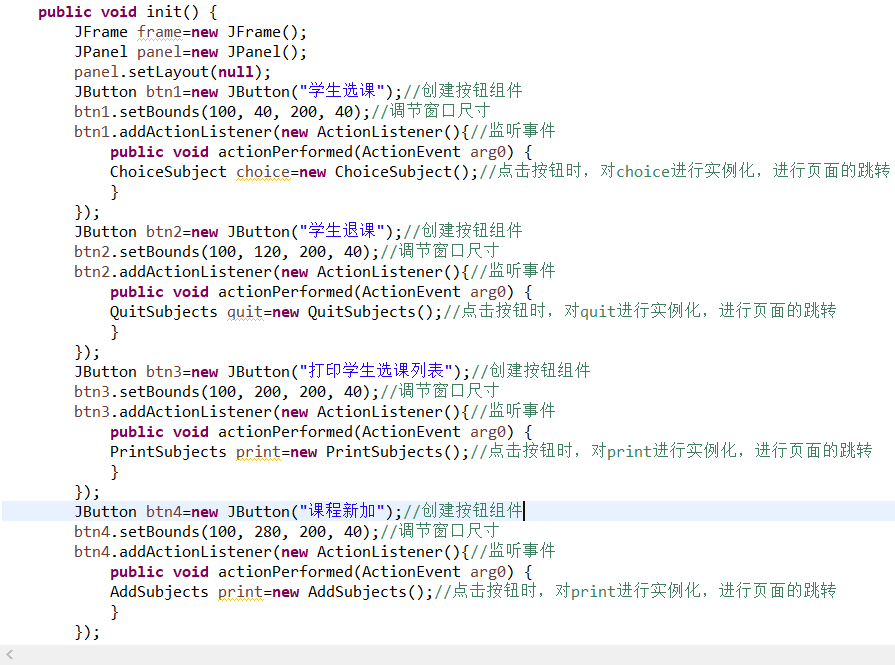 public void init() {
JFrame frame=new JFrame();
JPanel panel=new JPanel();
panel.setLayout(null);
JButton btn1=new JButton("学生选课");//创建按钮组件
btn1.setBounds(100, 40, 200, 40);//调节窗口尺寸
btn1.addActionListener(new ActionListener(){//监听事件
public void actionPerformed(ActionEvent arg0) {
ChoiceSubject choice=new ChoiceSubject();//点击按钮时，对choice进行实例化，进行页面的跳转
}
});
JButton btn2=new JButton("学生退课");//创建按钮组件
btn2.setBounds(100, 120, 200, 40);//调节窗口尺寸
btn2.addActionListener(new ActionListener(){//监听事件
public void actionPerformed(ActionEvent arg0) {
QuitSubjects quit=new QuitSubjects();//点击按钮时，对quit进行实例化，进行页面的跳转
}
});
JButton btn3=new JButton("打印学生选课列表");//创建按钮组件
btn3.setBounds(100, 200, 200, 40);//调节窗口尺寸
btn3.addActionListener(new ActionListener(){//监听事件
public void actionPerformed(ActionEvent arg0) {
PrintSubjects print=new PrintSubjects();//点击按钮时，对print进行实例化，进行页面的跳转
}
});
JButton btn4=new JButton("课程新加");//创建按钮组件
btn4.setBounds(100, 280, 200, 40);//调节窗口尺寸
btn4.addActionListener(new ActionListener(){//监听事件
public void actionPerformed(ActionEvent arg0) {
AddSubjects print=new AddSubjects();//点击按钮时，对print进行实例化，进行页面的跳转
}
});